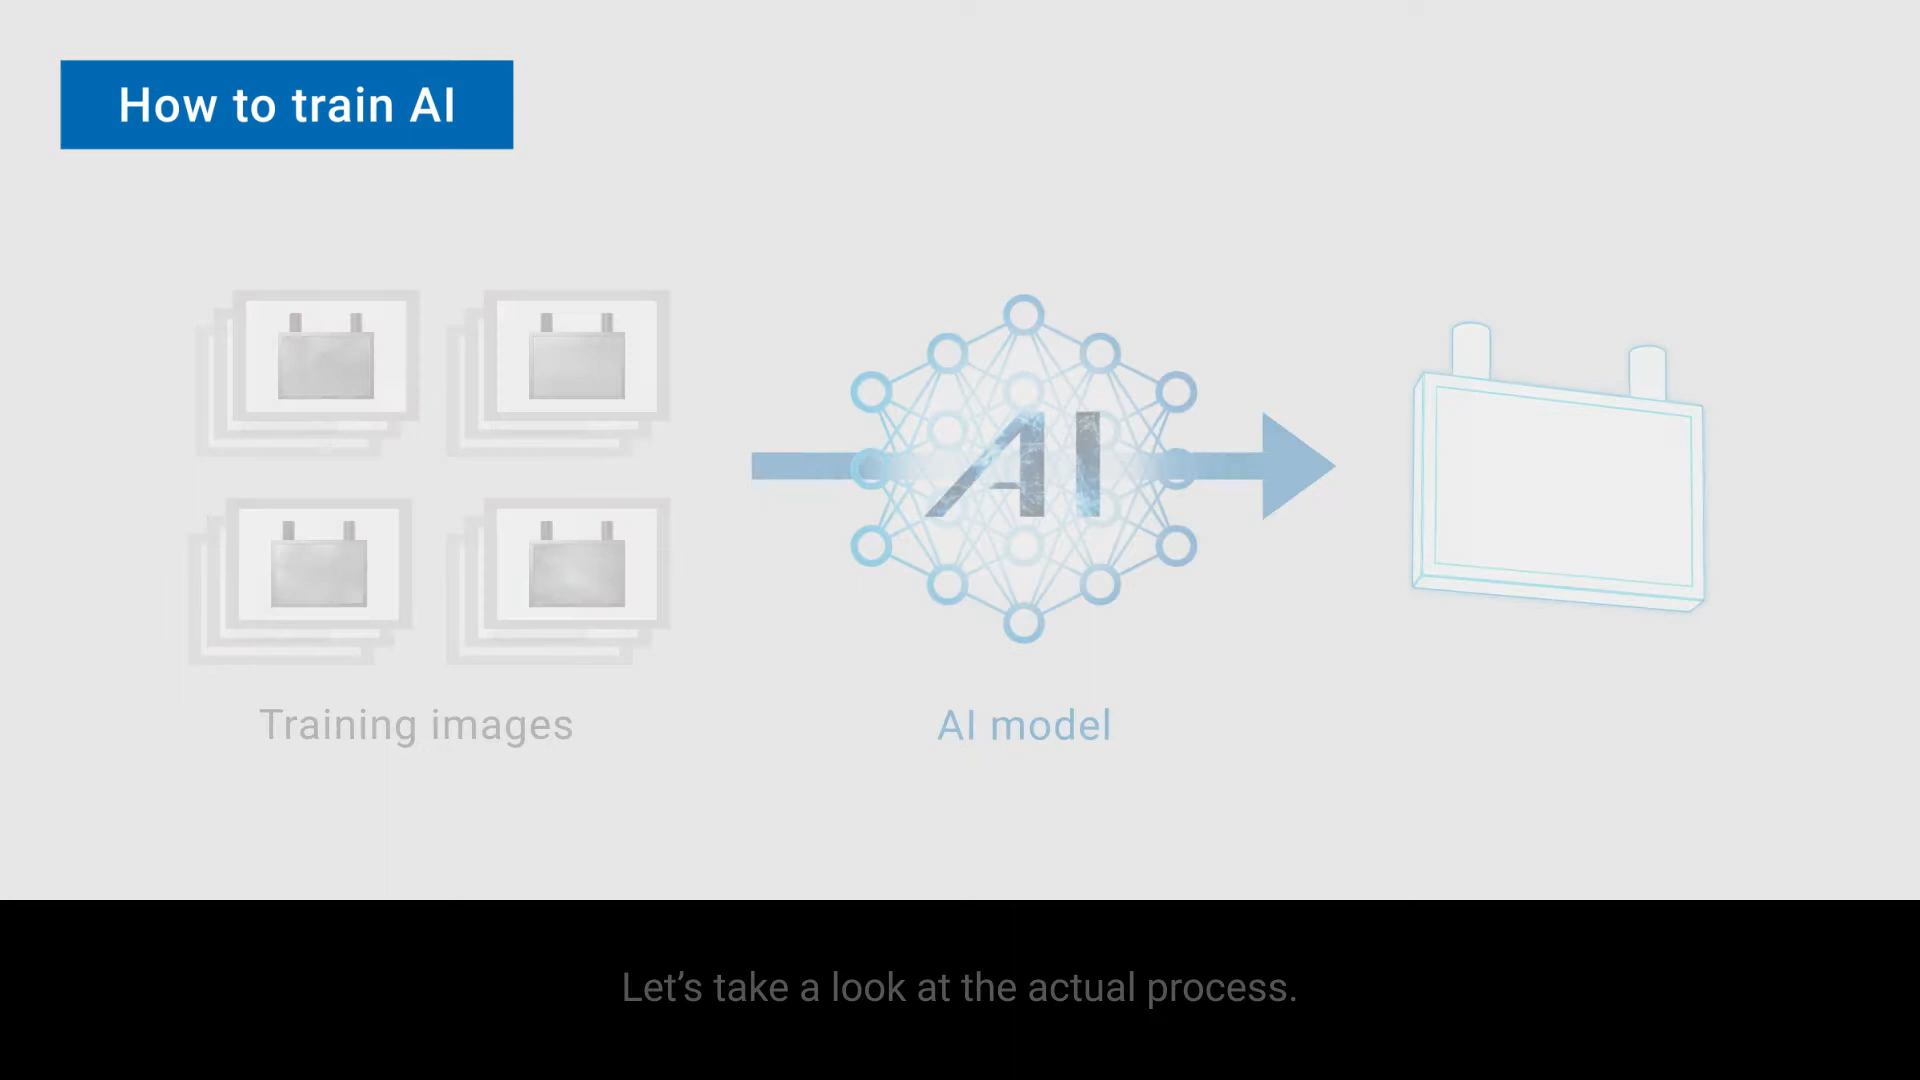 How to train AI
AI
Training images
AI model
Let’s take a look at the actual process.